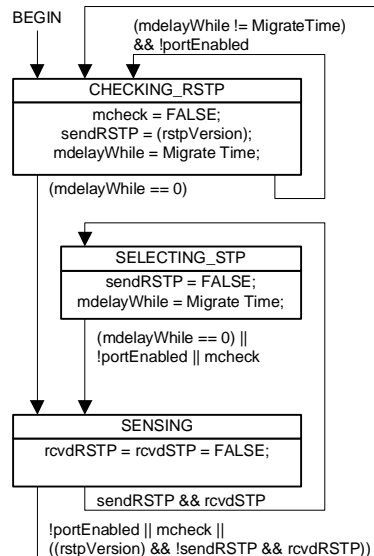 BEGIN
(mdelayWhile != MigrateTime)
&& !portEnabled
CHECKING_RSTP
mcheck = FALSE;
sendRSTP = (rstpVersion);
mdelayWhile = Migrate Time;
(mdelayWhile == 0)
SELECTING_STP
sendRSTP = FALSE;
mdelayWhile = Migrate Time;
(mdelayWhile == 0) ||
!portEnabled || mcheck
SENSING
rcvdRSTP = rcvdSTP = FALSE;
sendRSTP && rcvdSTP
!portEnabled || mcheck ||
((rstpVersion) && !sendRSTP && rcvdRSTP))